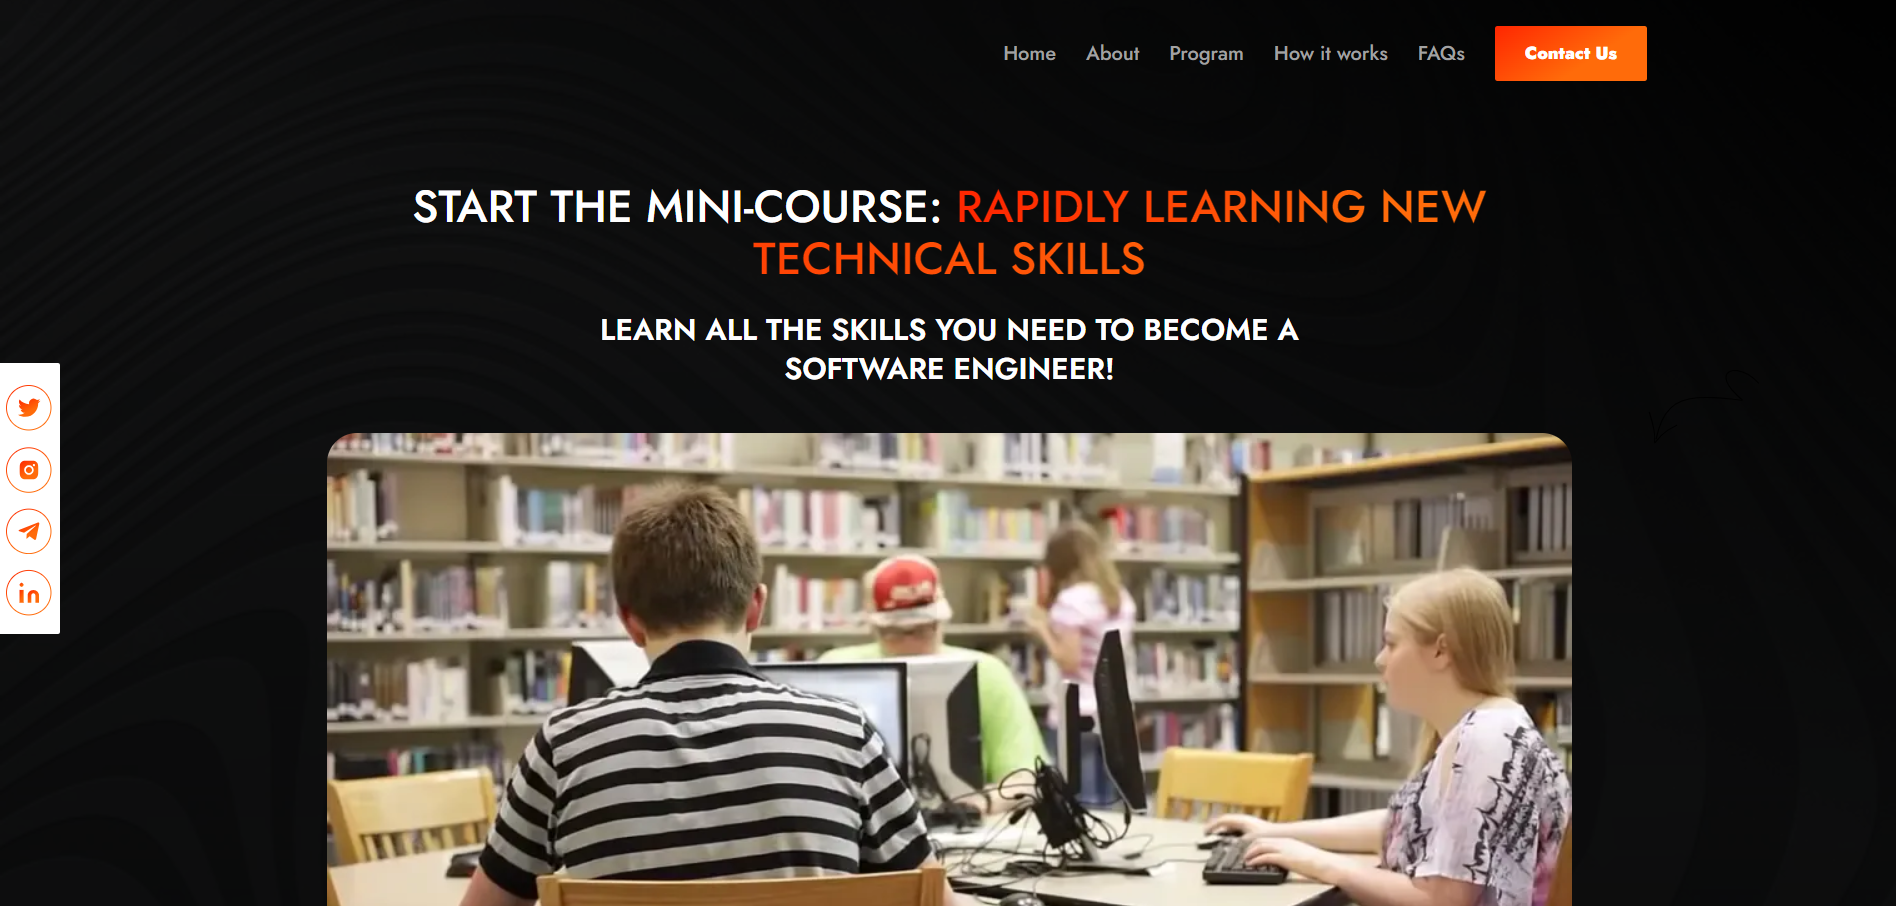 Home About Program How it works FAQs Contact Us
START THE MINI-COURSE: RAPIDLY LEARNING NEW
TECHNICAL SKILLS
LEARN ALL THE SKILLS YOU NEED TO BECOME A
SOFTWARE ENGINEER!
in